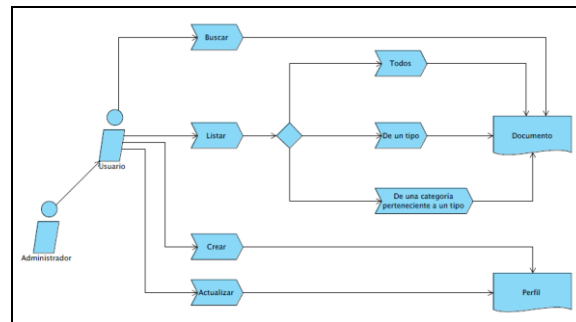 Buscar
Todos
Usuario
Listar
De un tipo
Documento
De una categoría
perteneciente a un tipo
Administrador
Crear
Actualizar
Perfil